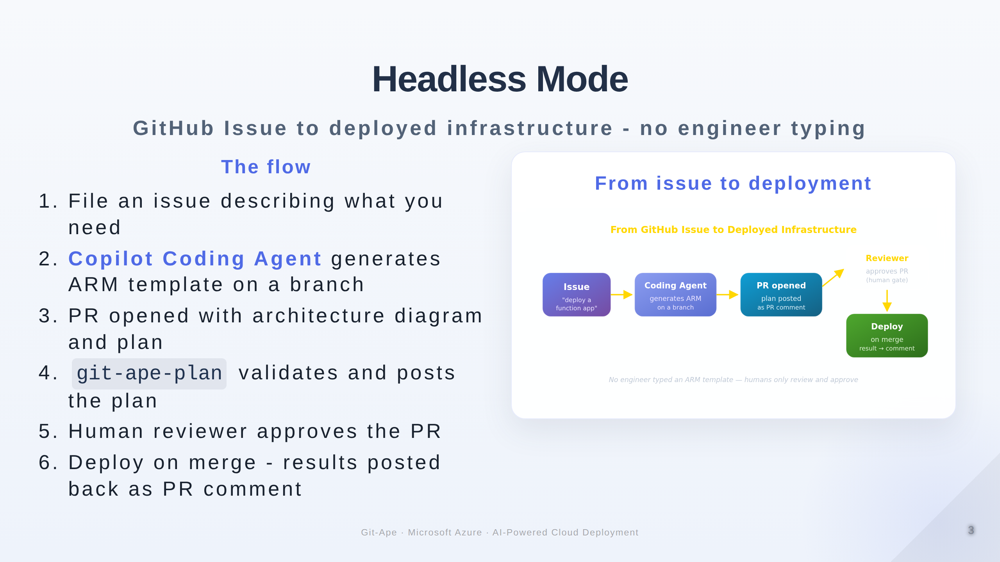 Headless Mode
GitHub Issue to deployed infrastructure - no engineer typing
The flow
1. File an issue describing what you
need
2. Copilot Coding Agent generates
ARM template on a branch
3. PR opened with architecture diagram
and plan
4. git-ape-plan validates and posts
the plan
5. Human reviewer approves the PR
6. Deploy on merge - results posted
back as PR comment
From issue to deployment
From GitHub Issue to Deployed Infrastructure
Issue
"deploy a
function app"
Coding Agent
generates ARM
on a branch
PR opened
plan posted
as PR comment
Reviewer
approves PR
(human gate)
Deploy
on merge
result → comment
No engineer typed an ARM template — humans only review and approve
Git-Ape · Microsoft Azure · AI-Powered Cloud Deployment
3